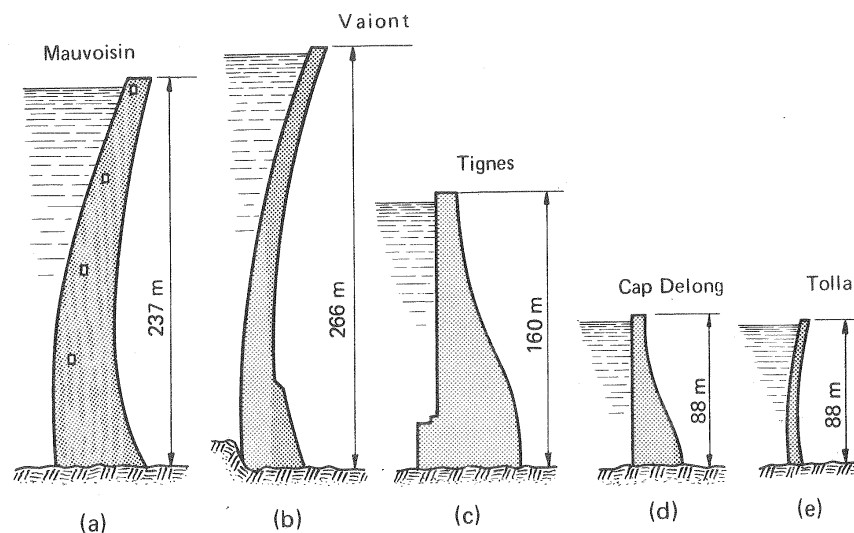 Mauvoisin
Vaiont
Tignes
Cap Delong
Tolla
237 m
266 m
160 m
88 m
88 m
(a)
(b)
(c)
(d)
(e)